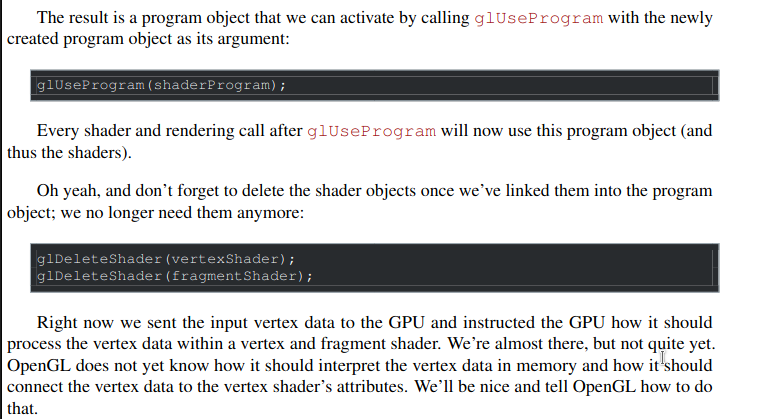 The result is a program object that we can activate by calling glUseProgram with the newly
created program object as its argument:
glUseProgram(shaderProgram);
Every shader and rendering call after glUseProgram will now use this program object (and
thus the shaders).
Oh yeah, and don’t forget to delete the shader objects once we’ve linked them into the program
object; we no longer need them anymore:
glDeleteShader(vertexShader);
glDeleteShader(fragmentShader);
Right now we sent the input vertex data to the GPU and instructed the GPU how it should
process the vertex data within a vertex and fragment shader. We’re almost there, but not quite yet.
OpenGL does not yet know how it should interpret the vertex data in memory and how it should
connect the vertex data to the vertex shader’s attributes. We’ll be nice and tell OpenGL how to do
that.